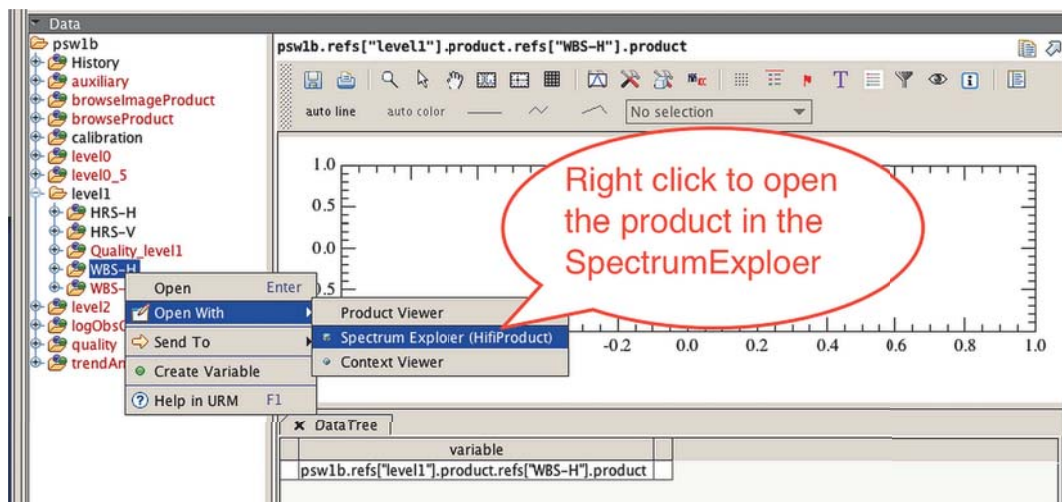 Data
psw1b
History
auxiliary
browseImageProduct
browseProduct
calibration
level0
level0_5
level1
HRS-H
HRS-V
Quality_level1
WBS-H
WBS-
level2
logObsC
quality
trendAn
psw1b.refs["level1"].product.refs["WBS-H"].product
auto line auto color No selection
1.0
0.5
0.0
0.5
-0.2 0.0 0.2 0.4 0.6 0.8 1.0
Right click to open
the product in the
SpectrumExploer
Open Enter
Open With
Send To
Create Variable
Help in URM F1
Product Viewer
Spectrum Exploier (HifiProduct)
Context Viewer
DataTree
variable
psw1b.refs["level1"].product.refs["WBS-H"].product